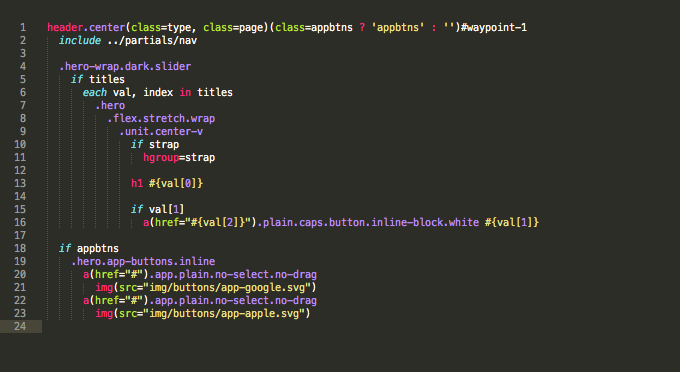 1 header.center(class=type, class=page)(class=appbtns ? 'appbtns' : '')#waypoint-1
2 include ../partials/nav
3
4 .hero-wrap.dark.slider
5 if titles
6 each val, index in titles
7 .hero
8 .flex.stretch.wrap
9 .unit.center-v
10 if strap
11 hgroup=strap
12
13 h1 #{val[0]}
14
15 if val[1]
16 a(href="#{val[2]}").plain.caps.button.inline-block.white #{val[1]}
17
18 if appbtns
19 .hero.app-buttons.inline
20 a(href="#").app.plain.no-select.no-drag
21 img(src="img/buttons/app-google.svg")
22 a(href="#").app.plain.no-select.no-drag
23 img(src="img/buttons/app-apple.svg")
24